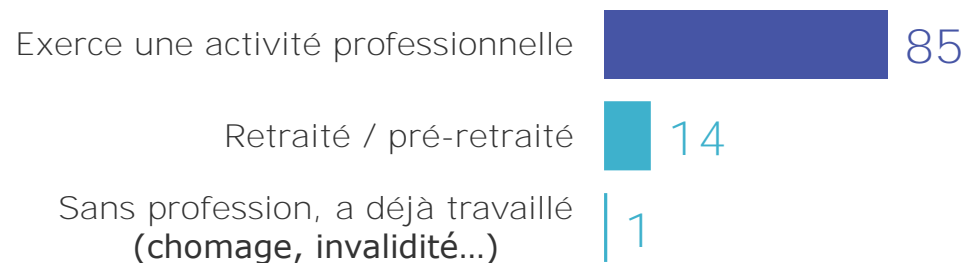 Exerce une activité professionnelle 85
Retraité / pré-retraité 14
Sans profession, a déjà travaillé
(chomage, invalidité…) 1